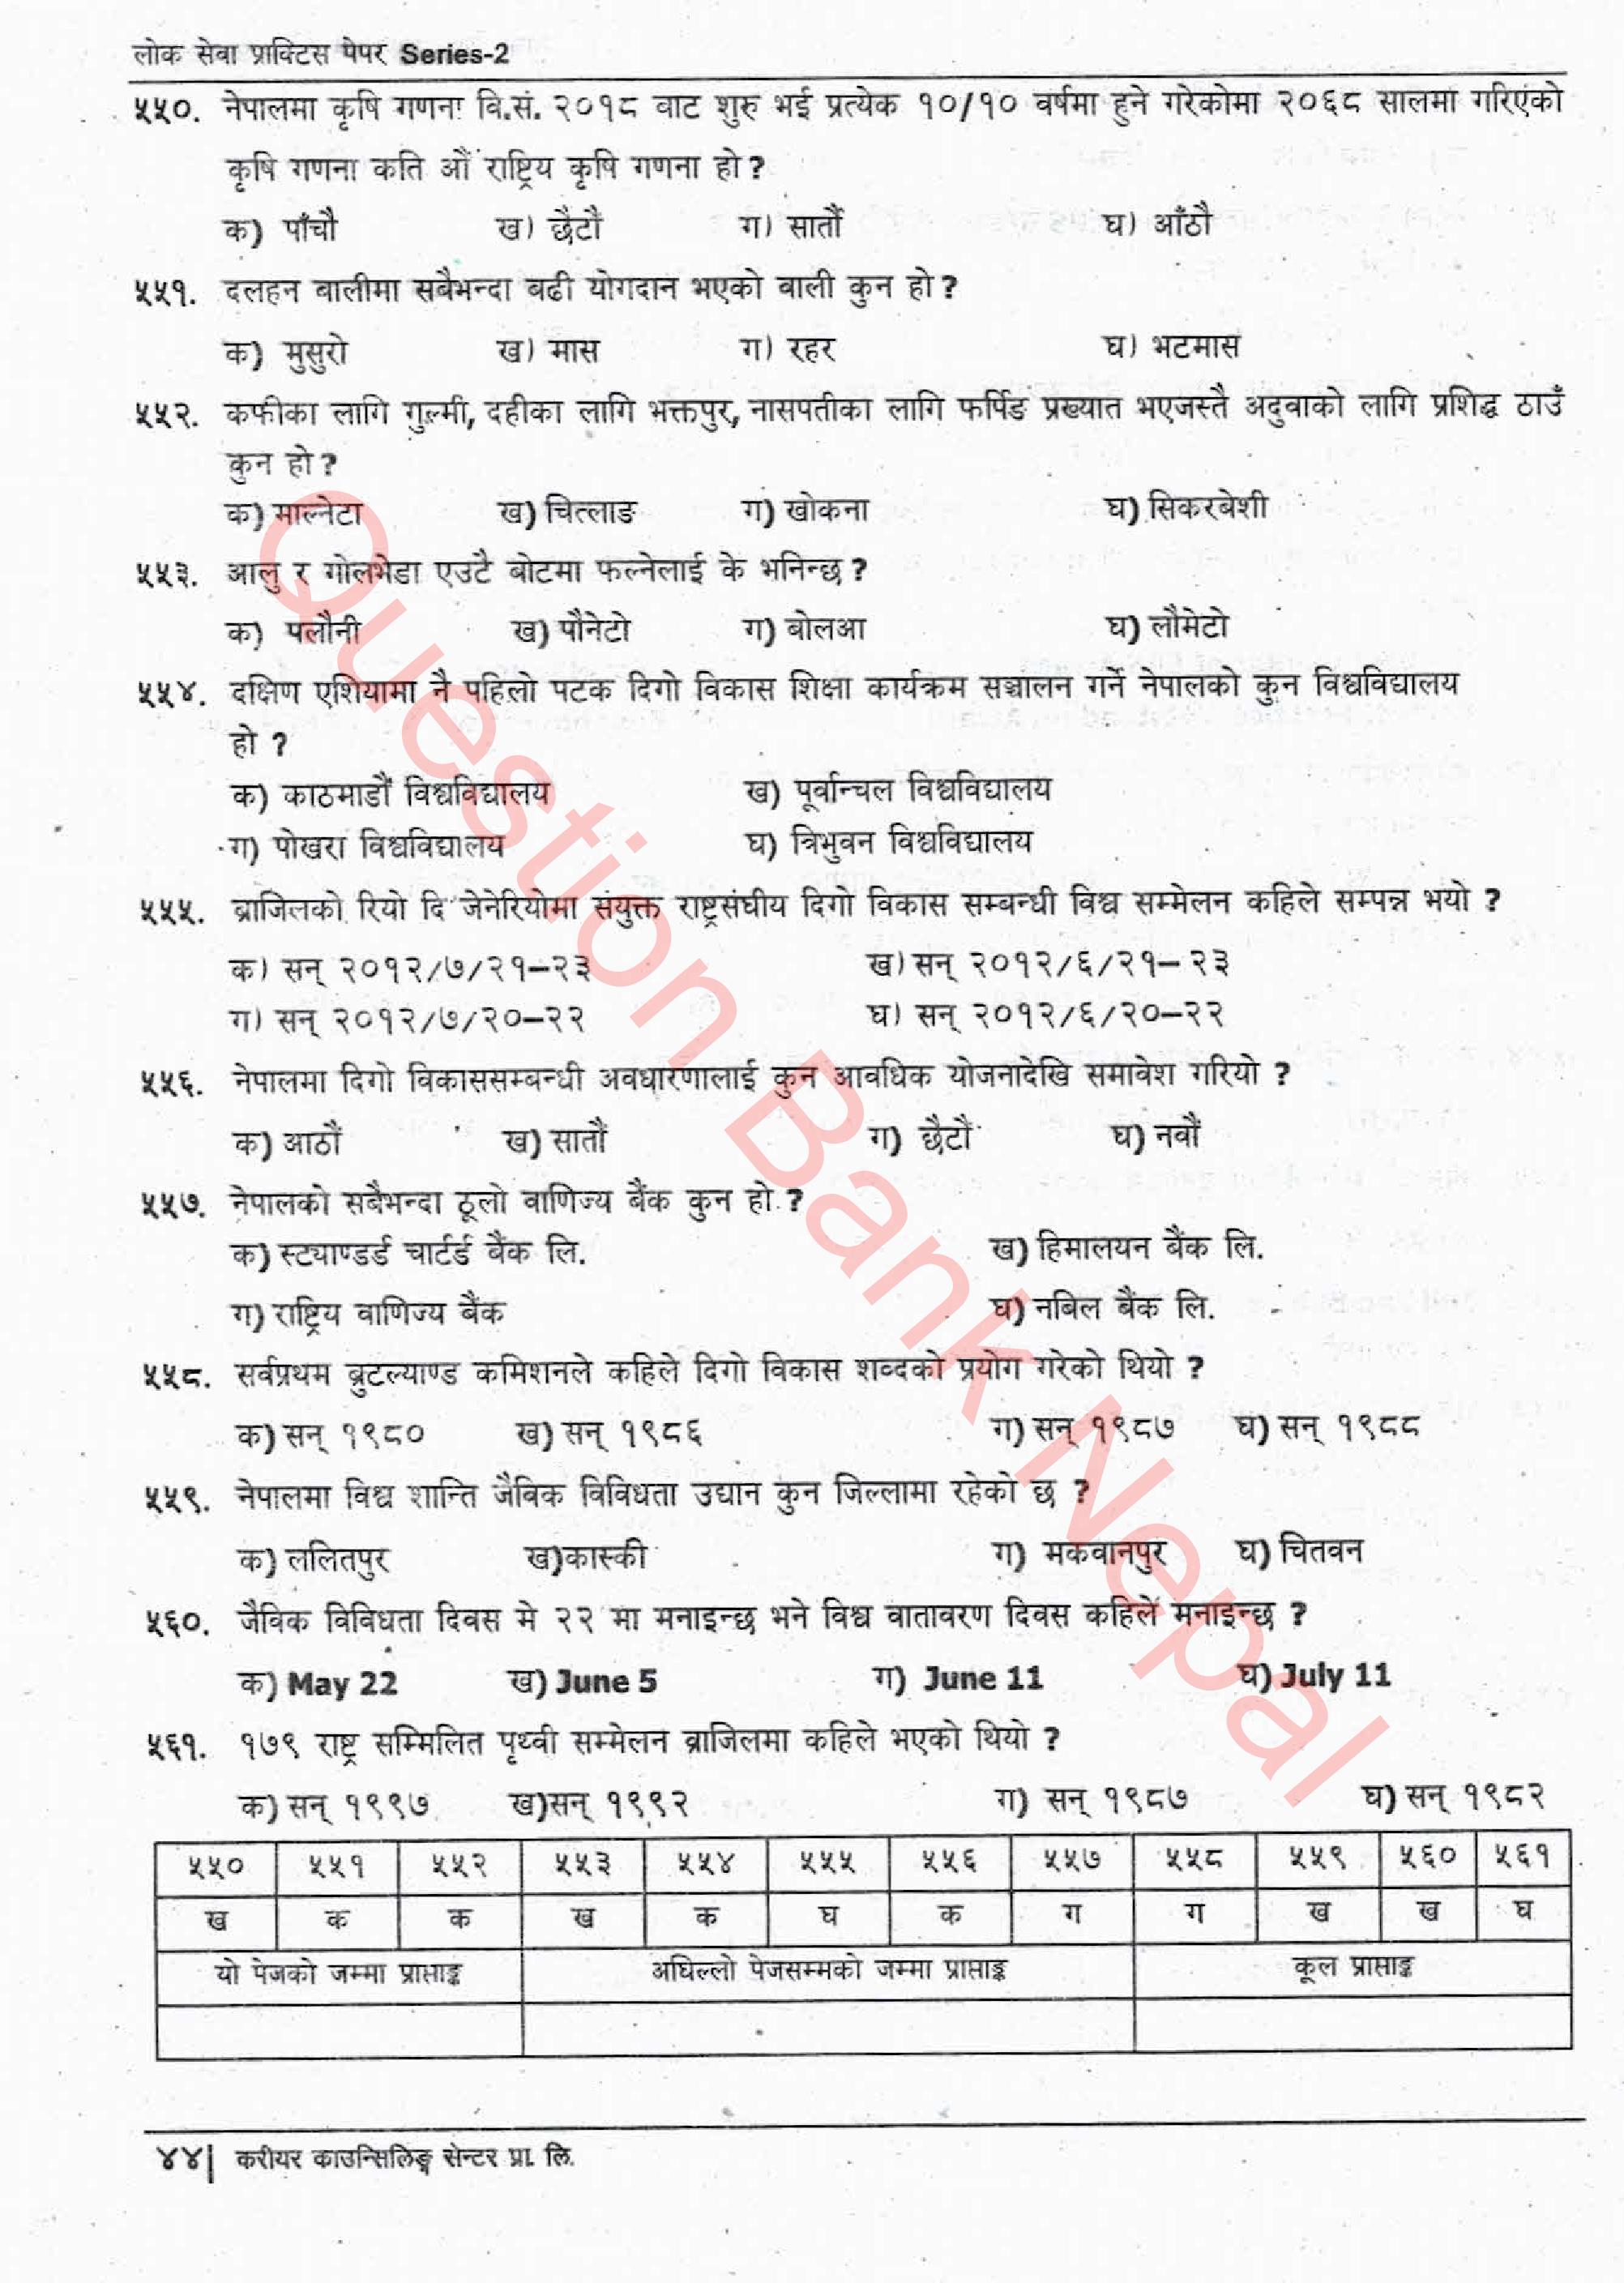 लोक सेवा प्राक्टिस पेपर Series-2
५५०. नेपालमा कृषि गणना वि.सं. २०१८ बाट शुरु भई प्रत्येक १०/१० वर्षमा हुने गरेकोमा २०६८ सालमा गरिएको
कृषि गणना कति औं राष्ट्रिय कृषि गणना हो ?
क) पाँचौ ख) छैटौं ग) सातौं घ) आँठौ
५५१. दलहन बालीमा सबैभन्दा बढी योगदान भएको बाली कुन हो ?
क) मुसुरो ख) मास ग) रहर घ) भटमास
५५२. कफीका लागि गुल्मी, दहीका लागि भक्तपुर, नासपतीका लागि फर्पिङ प्रख्यात भएजस्तै अदुवाको लागि प्रशिद्ध ठाउँ
कुन हो ?
क) माल्नेटा ख) चित्लाङ ग) खोकना घ) सिकरबेशी
५५३. आलु र गोलभेडा एउटै बोटमा फल्नेलाई के भनिन्छ ?
क) पलौनी ख) पौनेटो ग) बोलआ घ) लौमेटो
५५४. दक्षिण एशियामा नै पहिलो पटक दिगो विकास शिक्षा कार्यक्रम सञ्चालन गर्ने नेपालको कुन विश्वविद्यालय
हो ?
क) काठमाडौं विश्वविद्यालय ख) पूर्वान्चल विश्वविद्यालय
ग) पोखरा विश्वविद्यालय घ) त्रिभुवन विश्वविद्यालय
५५५. ब्राजिलको रियो दि जेनेरियोमा संयुक्त राष्ट्रसंघीय दिगो विकास सम्बन्धी विश्व सम्मेलन कहिले सम्पन्न भयो ?
क) सन् २०१२/७/२१–२३ ख) सन् २०१२/६/२१– २३
ग) सन् २०१२/७/२०–२२ घ) सन् २०१२/६/२०–२२
५५६. नेपालमा दिगो विकाससम्बन्धी अवधारणालाई कुन आवधिक योजनादेखि समावेश गरियो ?
क) आठौं ख) सातौं ग) छैटौं घ) नवौं
५५७. नेपालको सबैभन्दा ठूलो वाणिज्य बैंक कुन हो ?
क) स्ट्याण्डर्ड चार्टर्ड बैंक लि. ख) हिमालयन बैंक लि.
ग) राष्ट्रिय वाणिज्य बैंक घ) नबिल बैंक लि.
५५८. सर्वप्रथम ब्रुटल्याण्ड कमिशनले कहिले दिगो विकास शब्दको प्रयोग गरेको थियो ?
क) सन् १९८० ख) सन् १९८६ ग) सन् १९८७ घ) सन् १९८८
५५९. नेपालमा विश्व शान्ति जैविक विविधता उद्यान कुन जिल्लामा रहेको छ ?
क) ललितपुर ख)कास्की ग) मकवानपुर घ) चितवन
५६०. जैविक विविधता दिवस मे २२ मा मनाइन्छ भने विश्व वातावरण दिवस कहिले मनाइन्छ ?
क) May 22 ख) June 5 ग) June 11 घ) July 11
५६१. १७९ राष्ट्र सम्मिलित पृथ्वी सम्मेलन ब्राजिलमा कहिले भएको थियो ?
क) सन् १९९७ ख)सन् १९९२ ग) सन् १९८७ घ) सन् १९८२
५५० ५५१ ५५२ ५५३ ५५४ ५५५ ५५६ ५५७ ५५८ ५५९ ५६० ५६१
ख क क ख क घ क ग ग ख ख घ
यो पेजको जम्मा प्राप्ताङ्क अघिल्लो पेजसम्मको जम्मा प्राप्ताङ्क कूल प्राप्ताङ्क
४४| करीयर काउन्सिलिङ्ग सेन्टर प्रा. लि.
Question Bank Nepal